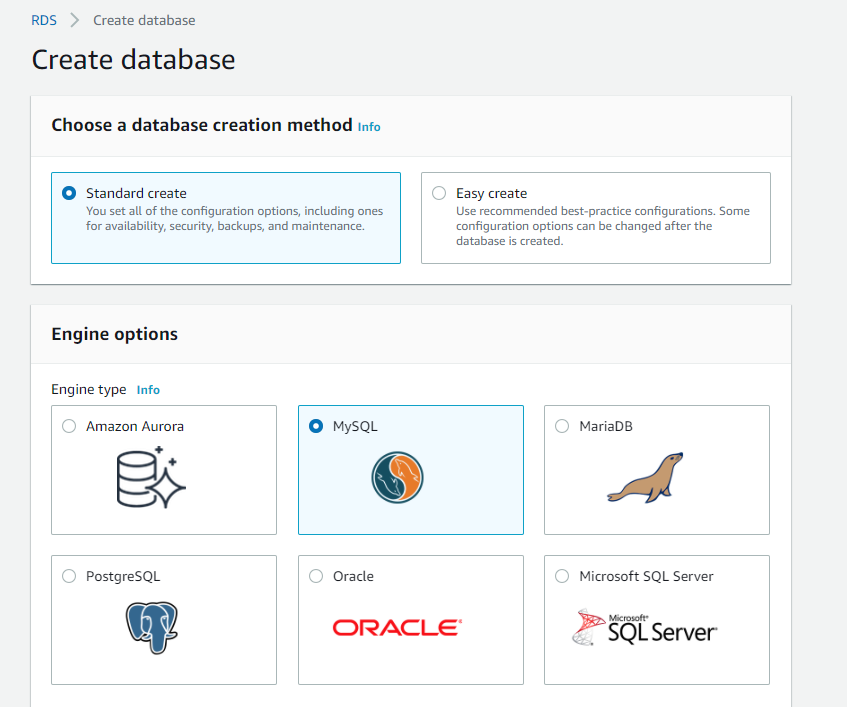 RDS > Create database
Create database
Choose a database creation method Info
Standard create
You set all of the configuration options, including ones
for availability, security, backups, and maintenance.
Easy create
Use recommended best-practice configurations. Some
configuration options can be changed after the
database is created.
Engine options
Engine type Info
Amazon Aurora
MySQL
MariaDB
PostgreSQL
Oracle
ORACLE®
Microsoft SQL Server
Microsoft®
SQL Server®